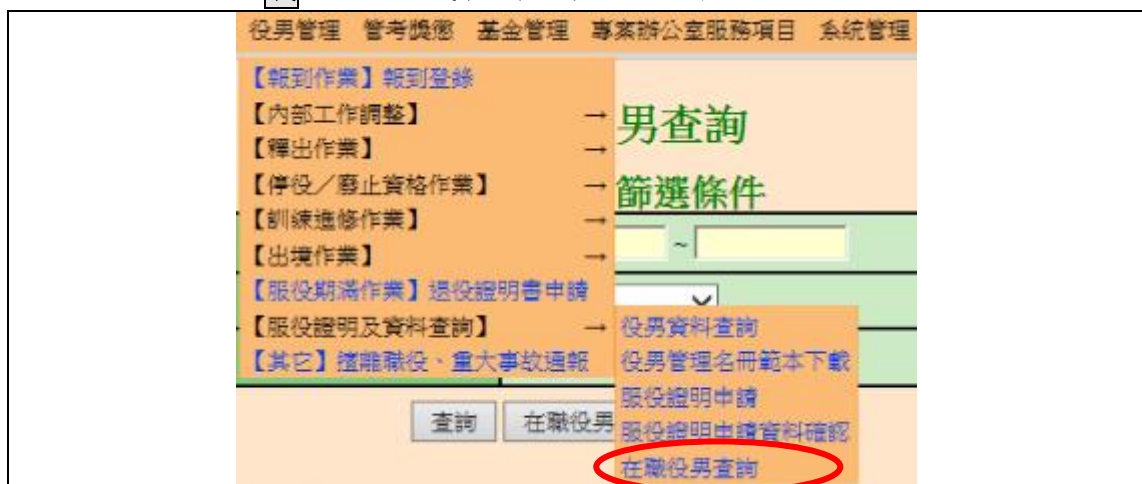 役男管理 管考獎懲 基金管理 專案辦公室服務項目 系統管理
【報到作業】報到登錄
【內部工作調整】 →
【釋出作業】 →
【停役／廢止資格作業】 →
【訓練進修作業】 →
【出境作業】 →
【服役期滿作業】退役證明書申請
【服役證明及資料查詢】 →
【其它】擅離職役、重大事故通報
男查詢
篩選條件
~
役男資料查詢
役男管理名冊範本下載
服役證明申請
服役證明申請資料確認
在職役男查詢
查詢 在職役男